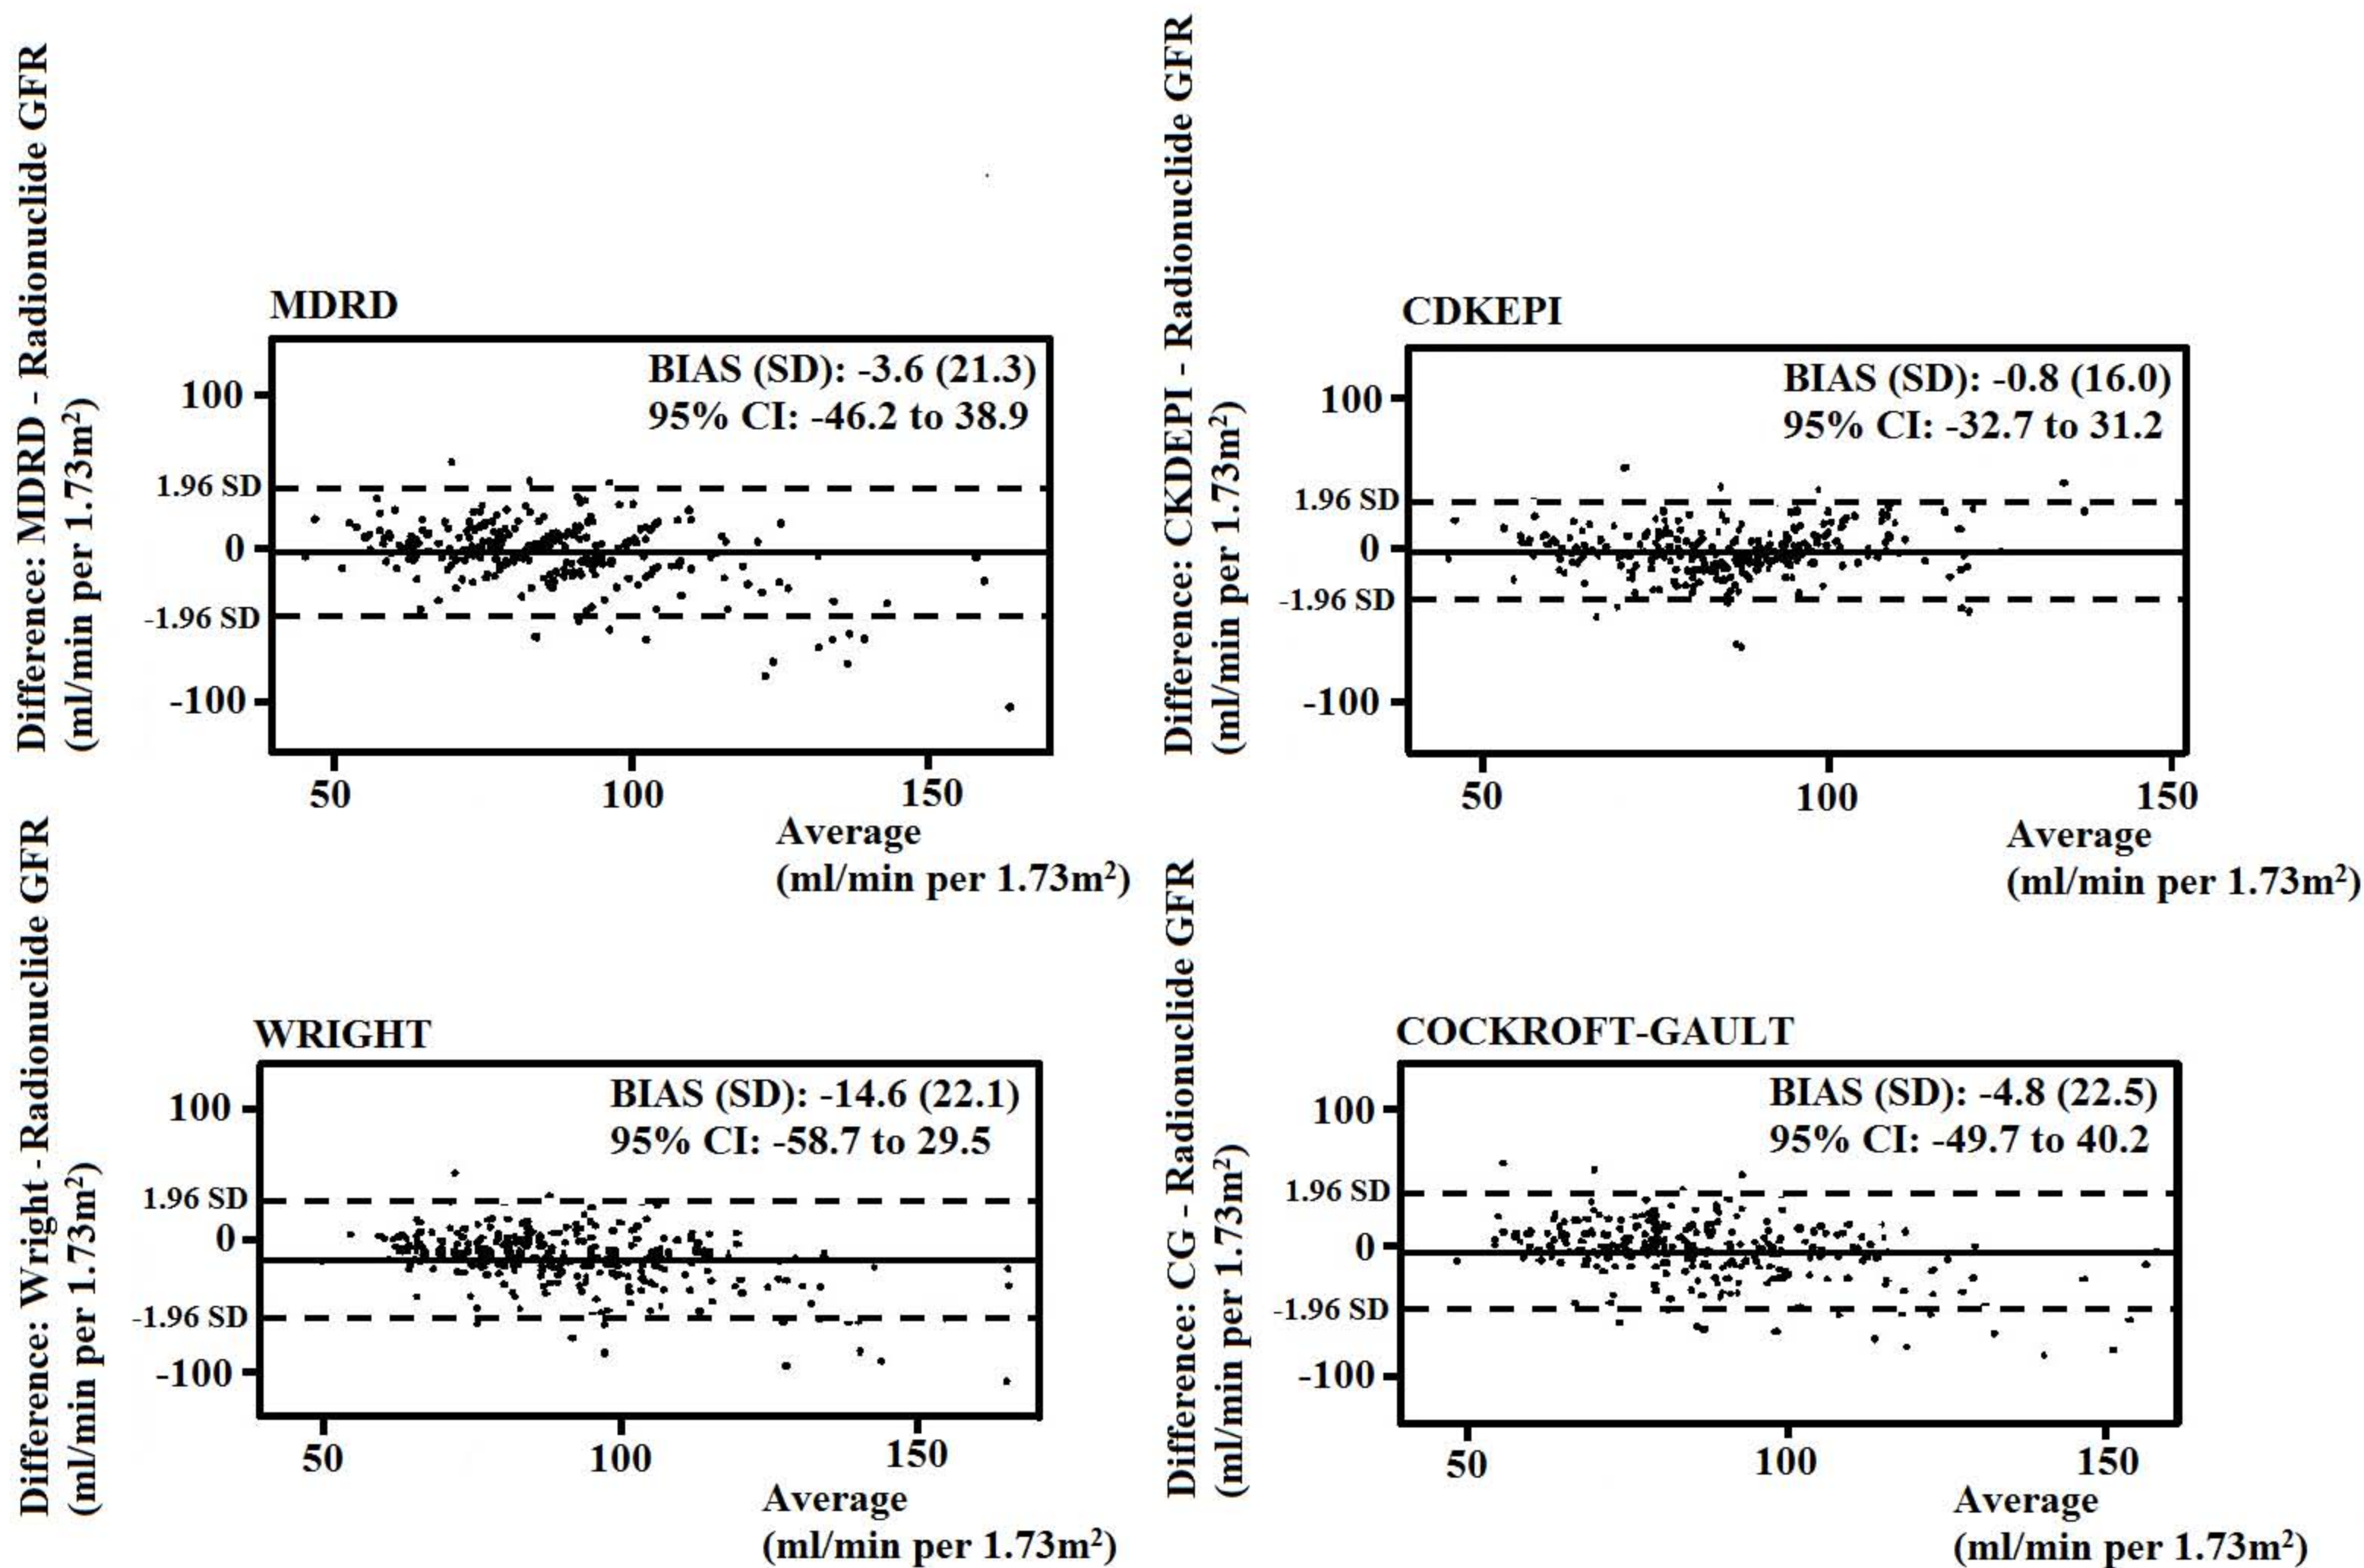 Difference: MDRD - Radionuclide GFR
(ml/min per 1.73m²)
MDRD
BIAS (SD): -3.6 (21.3)
95% CI: -46.2 to 38.9
100
1.96 SD
0
-1.96 SD
-100
50
100
150
Average
(ml/min per 1.73m²)
Difference: CKDEPI - Radionuclide GFR
(ml/min per 1.73m²)
CDKEPI
BIAS (SD): -0.8 (16.0)
95% CI: -32.7 to 31.2
100
1.96 SD
0
-1.96 SD
-100
50
100
150
Average
(ml/min per 1.73m²)
Difference: Wright -Radionuclide GFR
(ml/min per 1.73m²)
WRIGHT
BIAS (SD): -14.6 (22.1)
95% CI: -58.7 to 29.5
100
1.96 SD
0
-1.96 SD
-100
50
100
150
Average
(ml/min per 1.73m²)
Difference: CG - Radionuclide GFR
(ml/min per 1.73m²)
COCKROFT-GAULT
BIAS (SD): -4.8 (22.5)
95% CI: -49.7 to 40.2
100
1.96 SD
0
-1.96 SD
-100
50
100
150
Average
(ml/min per 1.73m²)